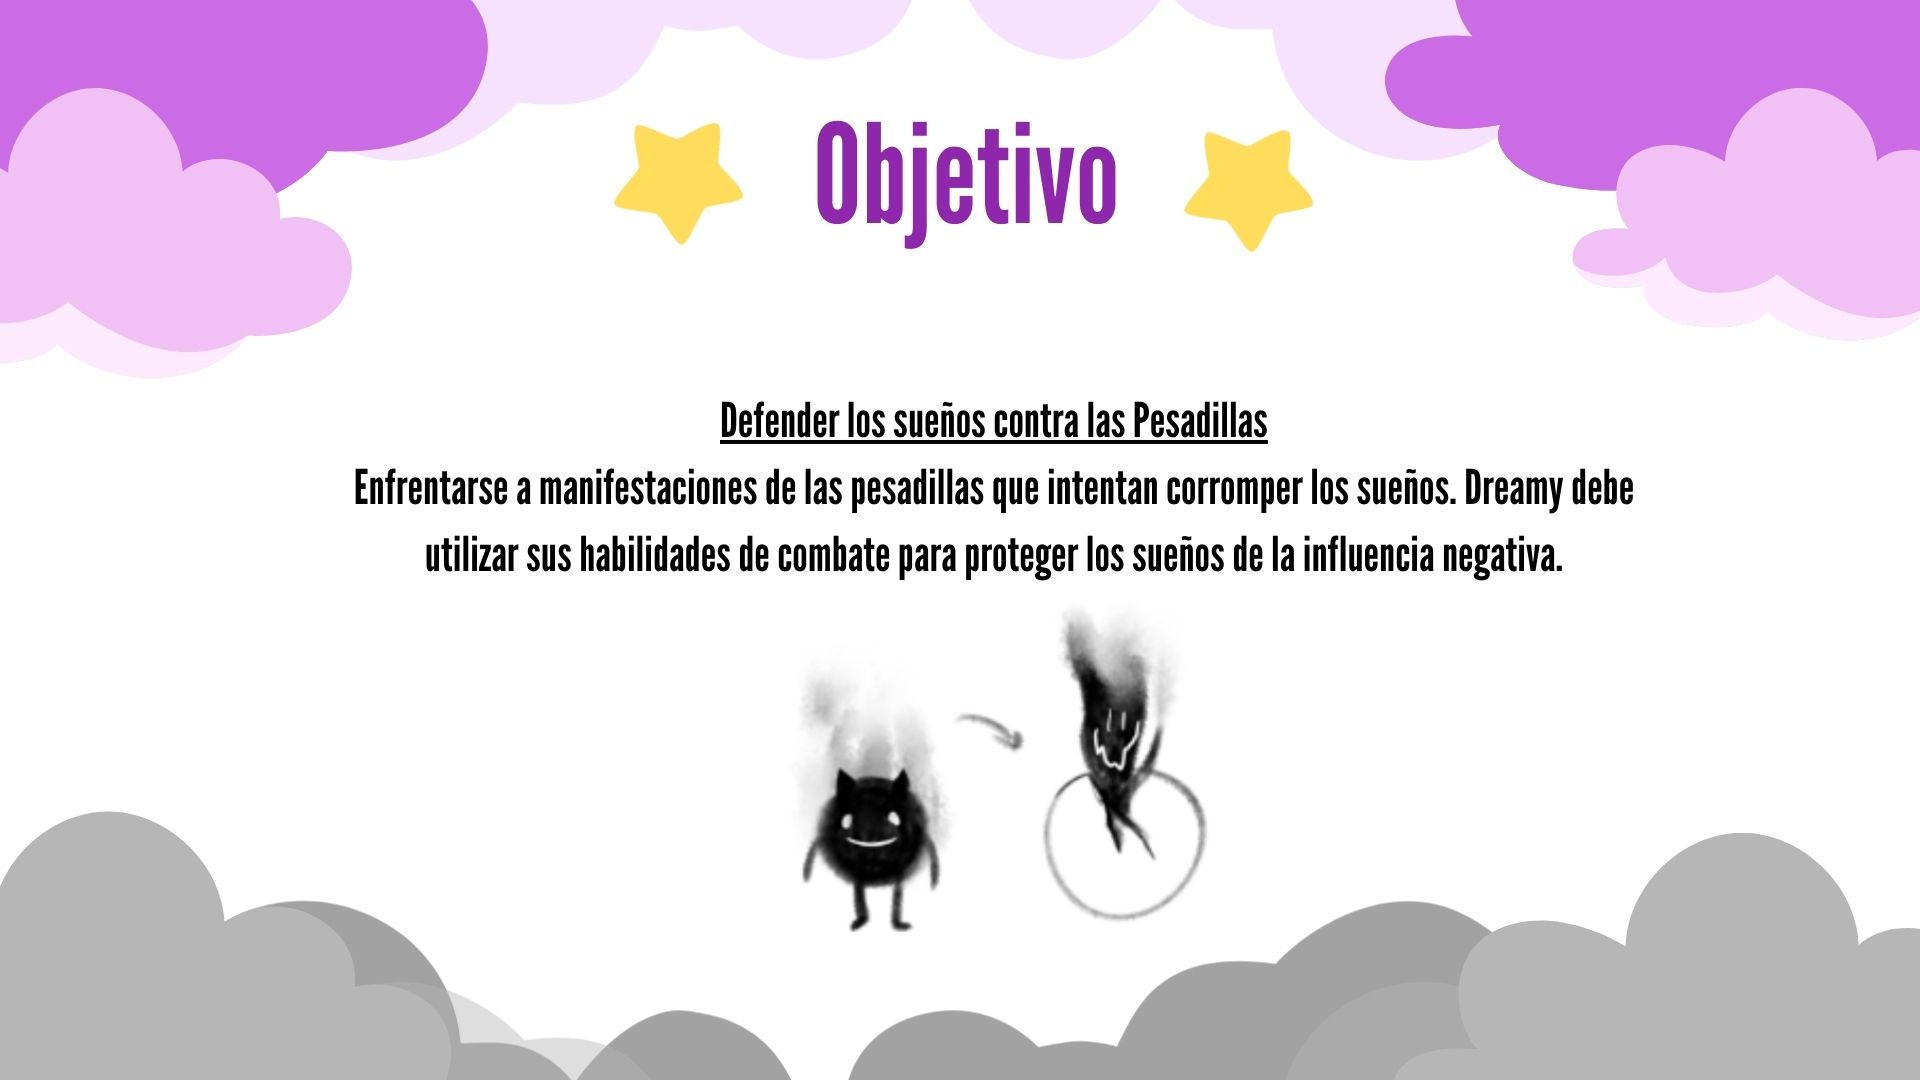 Objetivo
Defender los sueños contra las Pesadillas
Enfrentarse a manifestaciones de las pesadillas que intentan corromper los sueños. Dreamy debe
utilizar sus habilidades de combate para proteger los sueños de la influencia negativa.